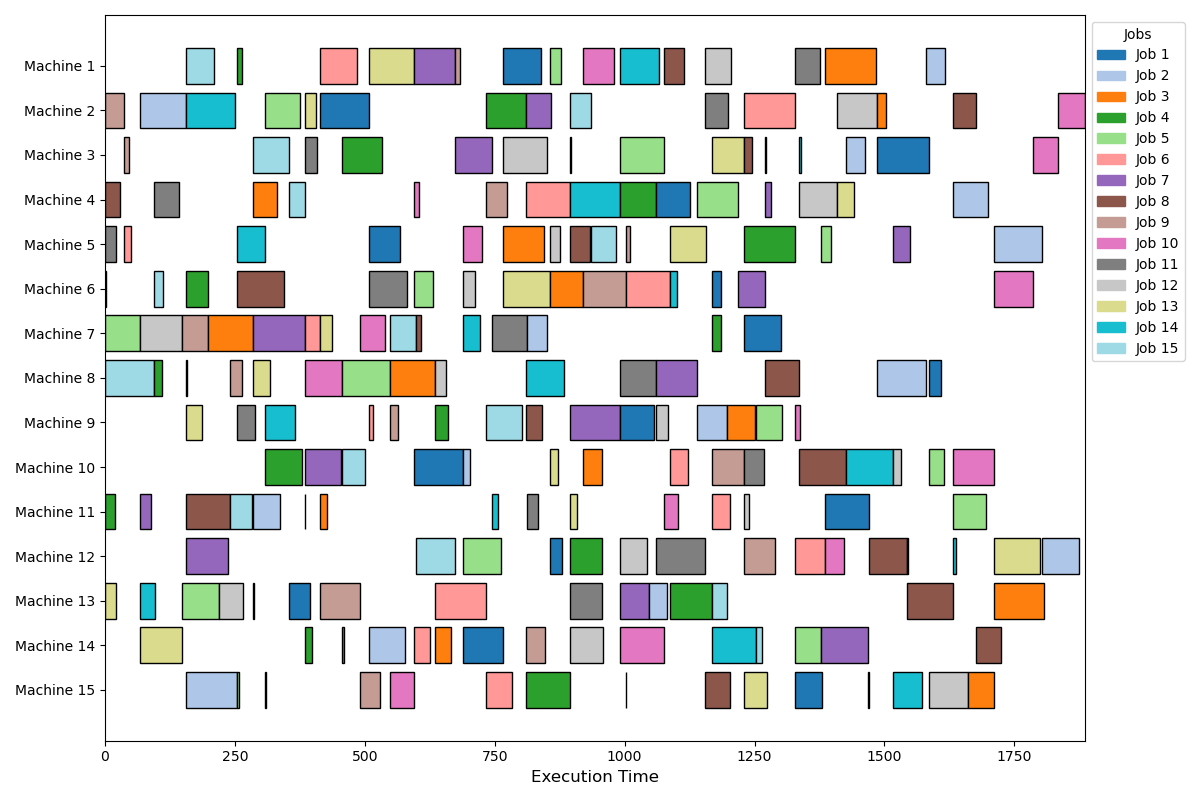 Machine 1
Machine 2
Machine 3
Machine 4
Machine 5
Machine 6
Machine 7
Machine 8
Machine 9
Machine 10
Machine 11
Machine 12
Machine 13
Machine 14
Machine 15
0 250 500 750 1000 1250 1500 1750
Execution Time
Jobs
Job 1
Job 2
Job 3
Job 4
Job 5
Job 6
Job 7
Job 8
Job 9
Job 10
Job 11
Job 12
Job 13
Job 14
Job 15